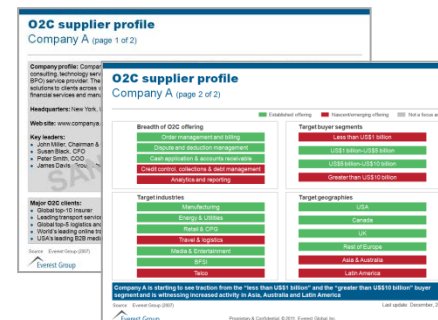 O2C supplier profile
Company A (page 1 of 2)
Company profile: Compan
consulting, technology serv
BPO) service provider. The
solutions to clients across v
financial services and man
Headquarters: New York, U
Web site: www.companya.
Key leaders:
John Miller, Chairman &
Susan Black, CFO
Peter Smith, COO
James Davis, Group
SA
Major O2C clients:
Global top-10 insurer
Leading transport service
Global top-5 logistics an
World's leading online tr
USA's leading B2B medi
Source: Everest Group (2007)
Everest Group
O2C supplier profile
Company A (page 2 of 2)
Established offering
Nascent/emerging offering
Not a focus a
Breadth of O2C offering
Order management and billing
Dispute and deduction management
Cash application & accounts receivable
Credit control, collections & debt management
Analytics and reporting
Target buyer segments
Less than US$1 billion
US$1 billion-US$5 billion
US$5 billion-US$10 billion
Greater than US$10 billion
Target industries
Manufacturing
Energy & Utilities
Retail & CPG
Travel & logistics
Media & Entertainment
BFSI
Telco
Target geographies
USA
Canada
UK
Rest of Europe
Asia & Australia
Latin America
Company A is starting to see traction from the "less than US$1 billion" and the "greater than US$10 billion" buyer
segment and is witnessing increased activity in Asia, Australia and Latin America
Source: Everest Group (2007)
Last update: December, 2
Everest Group
Proprietary & Confidential. © 2011, Everest Global, Inc.